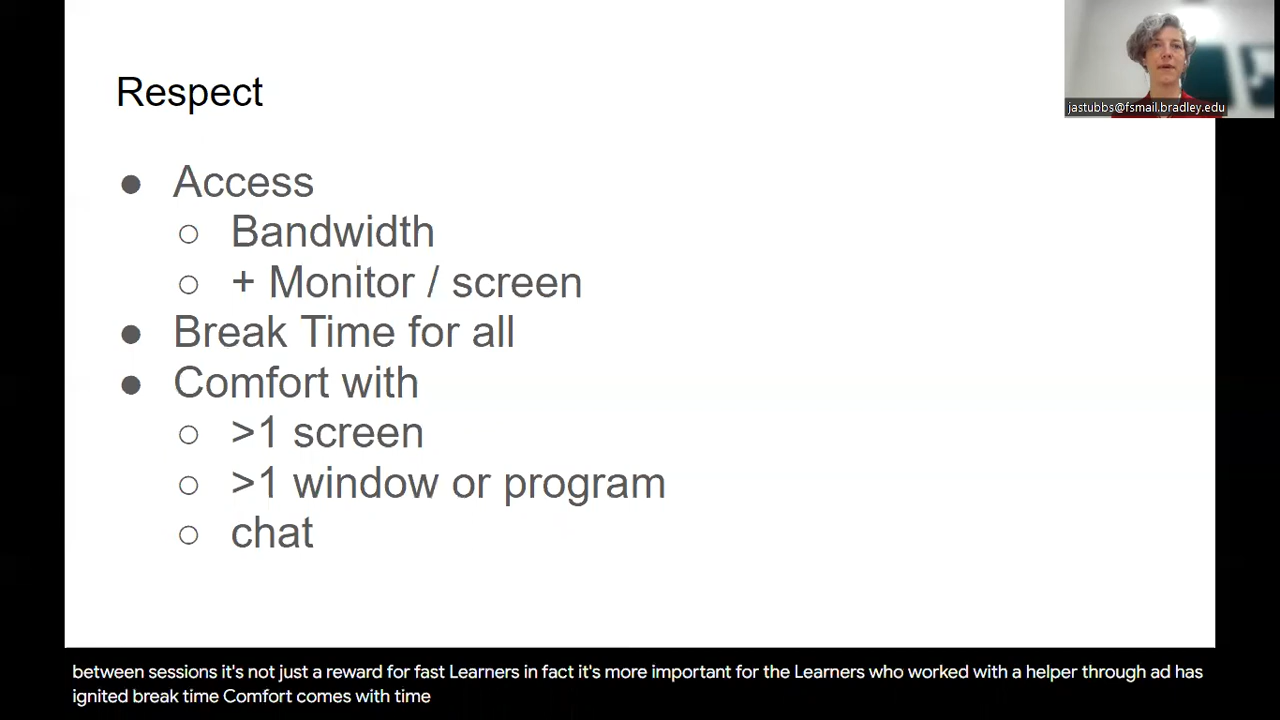 Respect
jastubbs@fsmail.bradley.edu
● Access
○ Bandwidth
○ + Monitor / screen
● Break Time for all
● Comfort with
○ >1 screen
○ >1 window or program
○ chat
between sessions it's not just a reward for fast Learners in fact it's more important for the Learners who worked with a helper through ad has
ignited break time Comfort comes with time